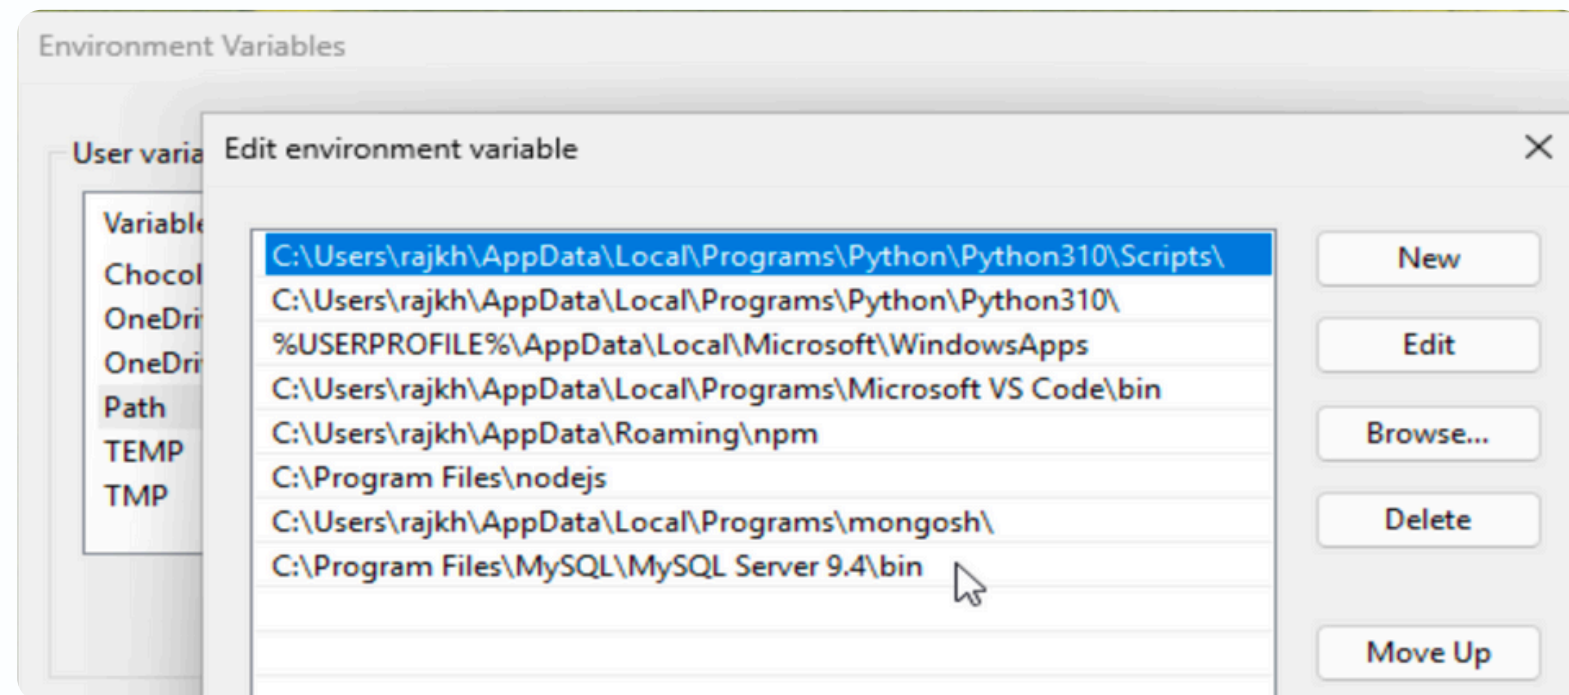 Environment Variables
User varia
Edit environment variable
Variable
Chocol
OneDri
OneDri
Path
TEMP
TMP
C:\Users\rajkh\AppData\Local\Programs\Python\Python310\Scripts\
C:\Users\rajkh\AppData\Local\Programs\Python\Python310\
%USERPROFILE%\AppData\Local\Microsoft\WindowsApps
C:\Users\rajkh\AppData\Local\Programs\Microsoft VS Code\bin
C:\Users\rajkh\AppData\Roaming\npm
C:\Program Files\nodejs
C:\Users\rajkh\AppData\Local\Programs\mongosh\
C:\Program Files\MySQL\MySQL Server 9.4\bin
New
Edit
Browse...
Delete
Move Up